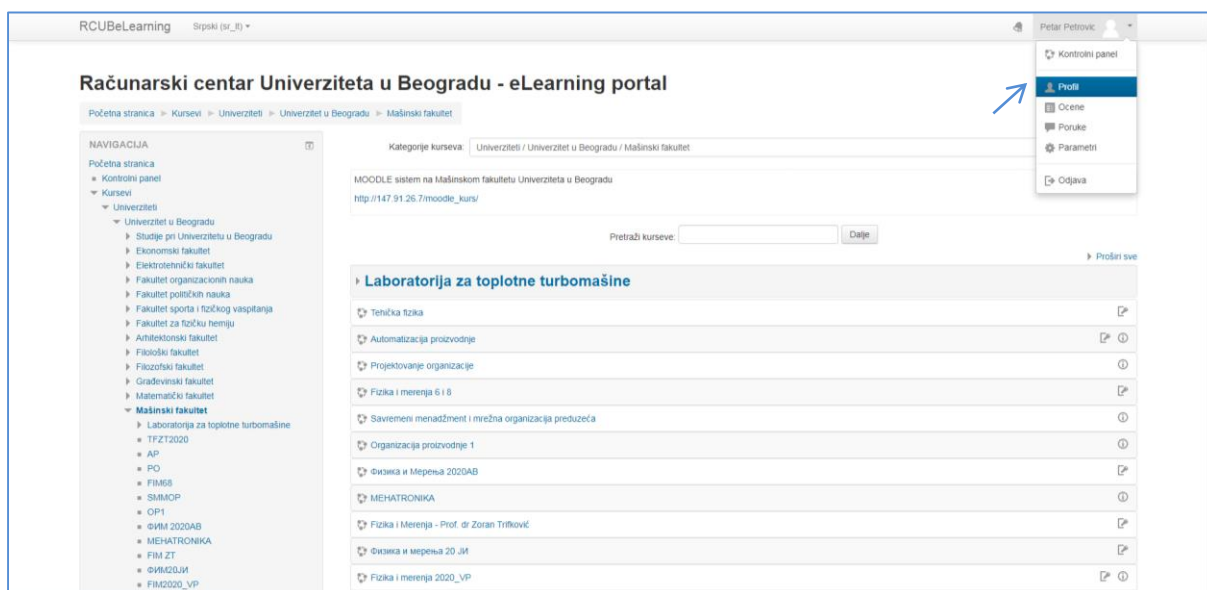 RCUBeLearning Srpski (sr_lt)
Petar Petrovic
Kontrolni panel
Profil
Ocene
Poruke
Parametri
Odjava
Računarski centar Univerziteta u Beogradu - eLearning portal
Početna stranica Kursevi Univerziteti Univerzitet u Beogradu Mašinski fakultet
NAVIGACIJA
Početna stranica
Kontrolni panel
Kursevi
Univerziteti
Univerzitet u Beogradu
Studije pri Univerzitetu u Beogradu
Ekonomski fakultet
Elektrotehnički fakultet
Fakultet organizacionih nauka
Fakultet političkih nauka
Fakultet sporta i fizičkog vaspitanja
Fakultet za fizičku hemiju
Arhitektonski fakultet
Filološki fakultet
Filozofski fakultet
Građevinski fakultet
Matematički fakultet
Mašinski fakultet
Laboratorija za toplotne turbomašine
TFZT2020
AP
PO
FIM68
SMMOP
OP1
ФИМ 2020АВ
MEHATRONIKA
FIM ZT
ФИМ20ЈИ
FIM2020_VP
Kategorije kurseva: Univerziteti / Univerzitet u Beogradu / Mašinski fakultet
MOODLE sistem na Mašinskom fakultetu Univerziteta u Beogradu
http://147.91.26.7/moodle_kurs/
Pretraži kurseve: Dalje
Proširi sve
Laboratorija za toplotne turbomašine
Tehička fizika
Automatizacija proizvodnje
Projektovanje organizacije
Fizika i merenja 6 i 8
Savremeni menadžment i mrežna organizacija preduzeća
Organizacija proizvodnje 1
Физика и Мерења 2020АВ
MEHATRONIKA
Fizika i Merenja - Prof. dr Zoran Trifković
Физика и мерења 20 ЈИ
Fizika i merenja 2020_VP